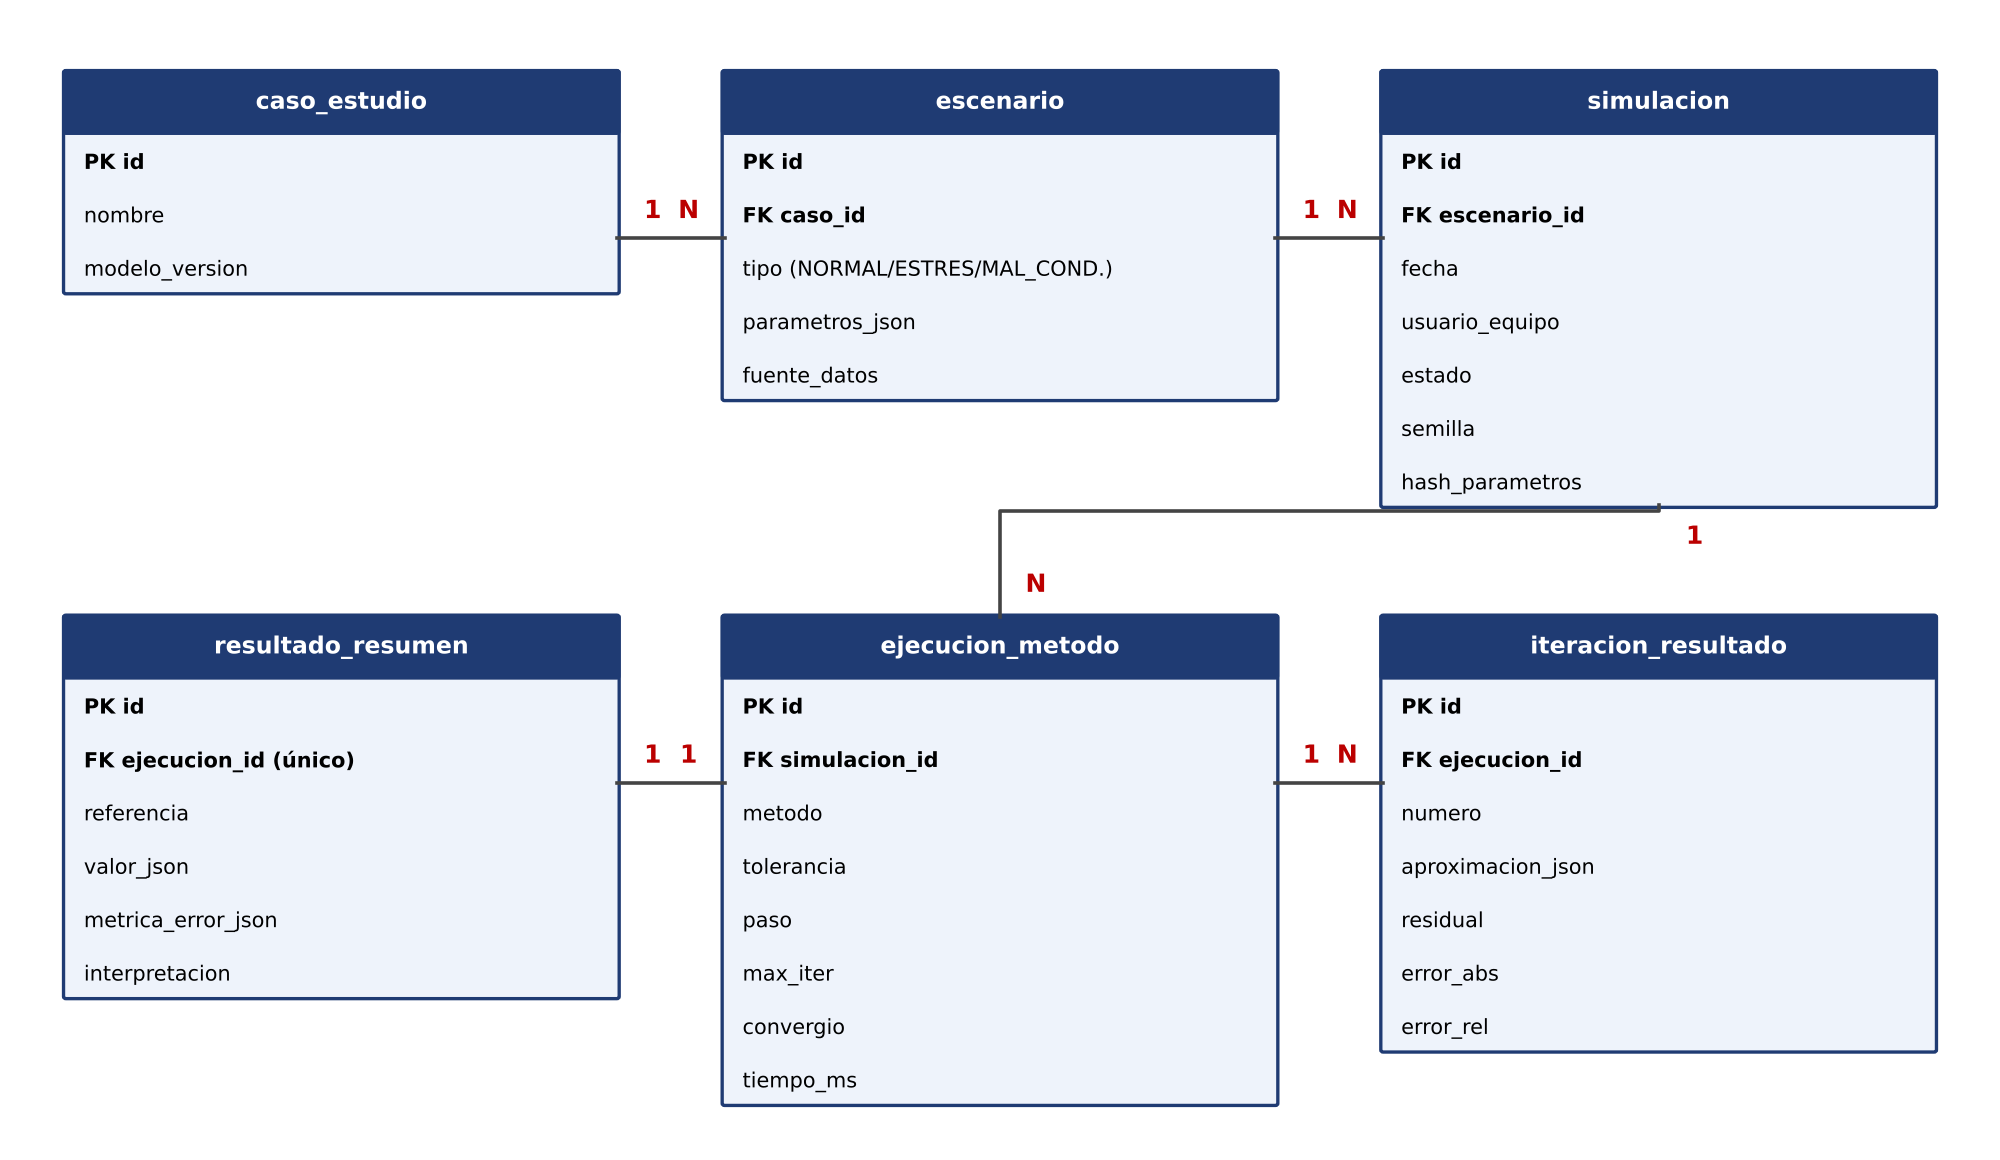 caso_estudio
PK id
nombre
modelo_version
1 N
escenario
PK id
FK caso_id
tipo (NORMAL/ESTRES/MAL_COND.)
parametros_json
fuente_datos
1 N
simulacion
PK id
FK escenario_id
fecha
usuario_equipo
estado
semilla
hash_parametros
1
N
resultado_resumen
PK id
FK ejecucion_id (único)
referencia
valor_json
metrica_error_json
interpretacion
1 1
ejecucion_metodo
PK id
FK simulacion_id
metodo
tolerancia
paso
max_iter
convergio
tiempo_ms
1 N
iteracion_resultado
PK id
FK ejecucion_id
numero
aproximacion_json
residual
error_abs
error_rel